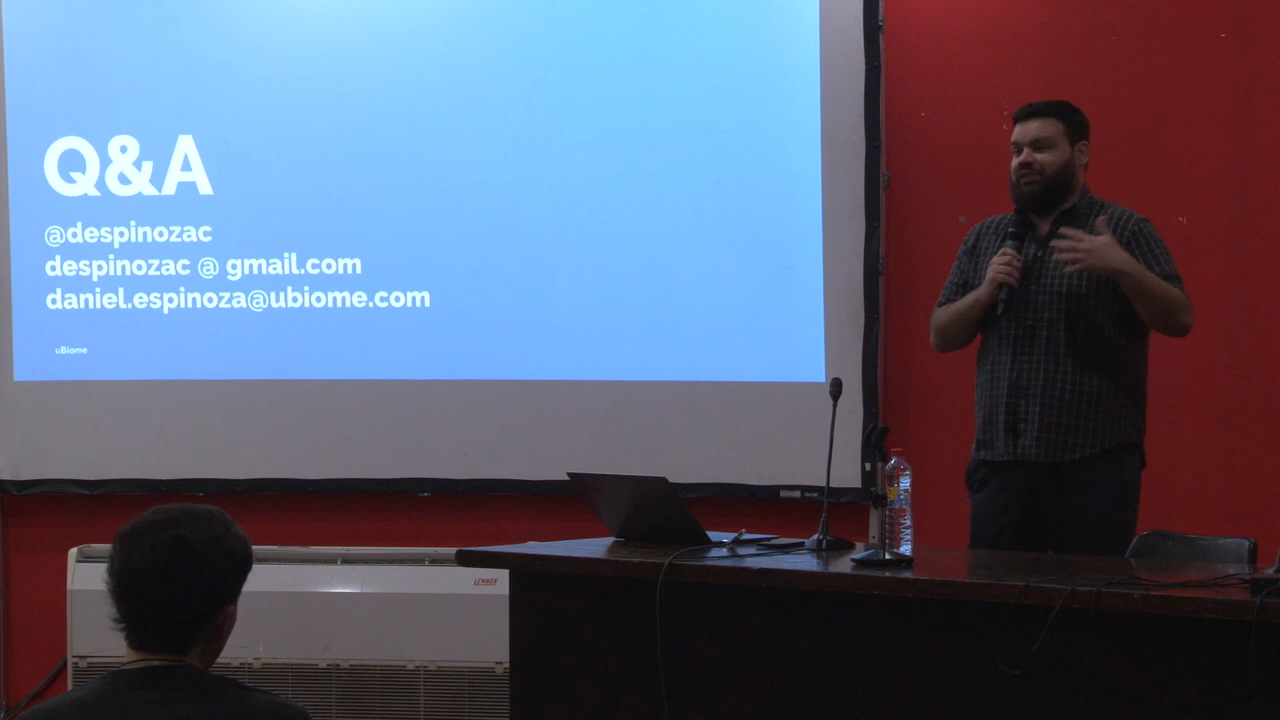 Q&A
@despinozac
despinozac @ gmail.com
daniel.espinoza@ubiome.com
uBiome
LENNOX